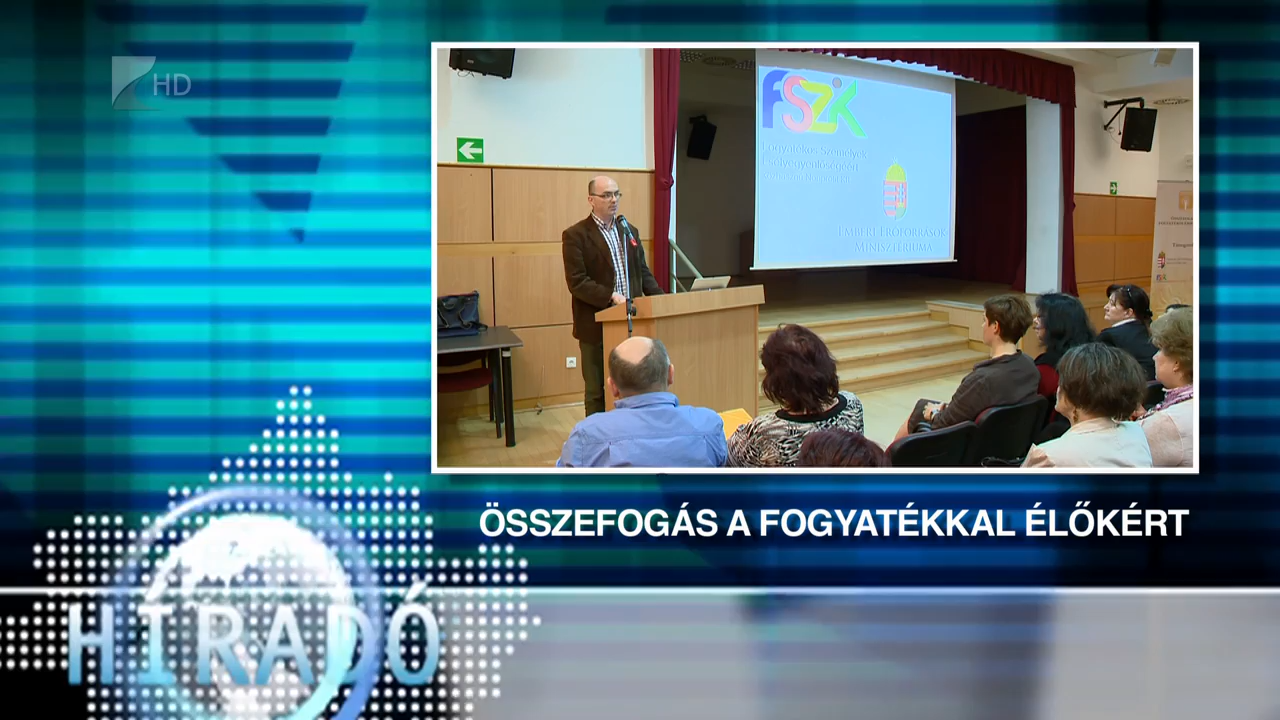 HD
FSZK
Fogyatékos Személyek
Esélyegyenlőségéért
Emberi Erőforrások
Minisztériuma
ÖSSZEFOGÁS A FOGYATÉKKAL ÉLŐKÉRT
HÍRADÓ